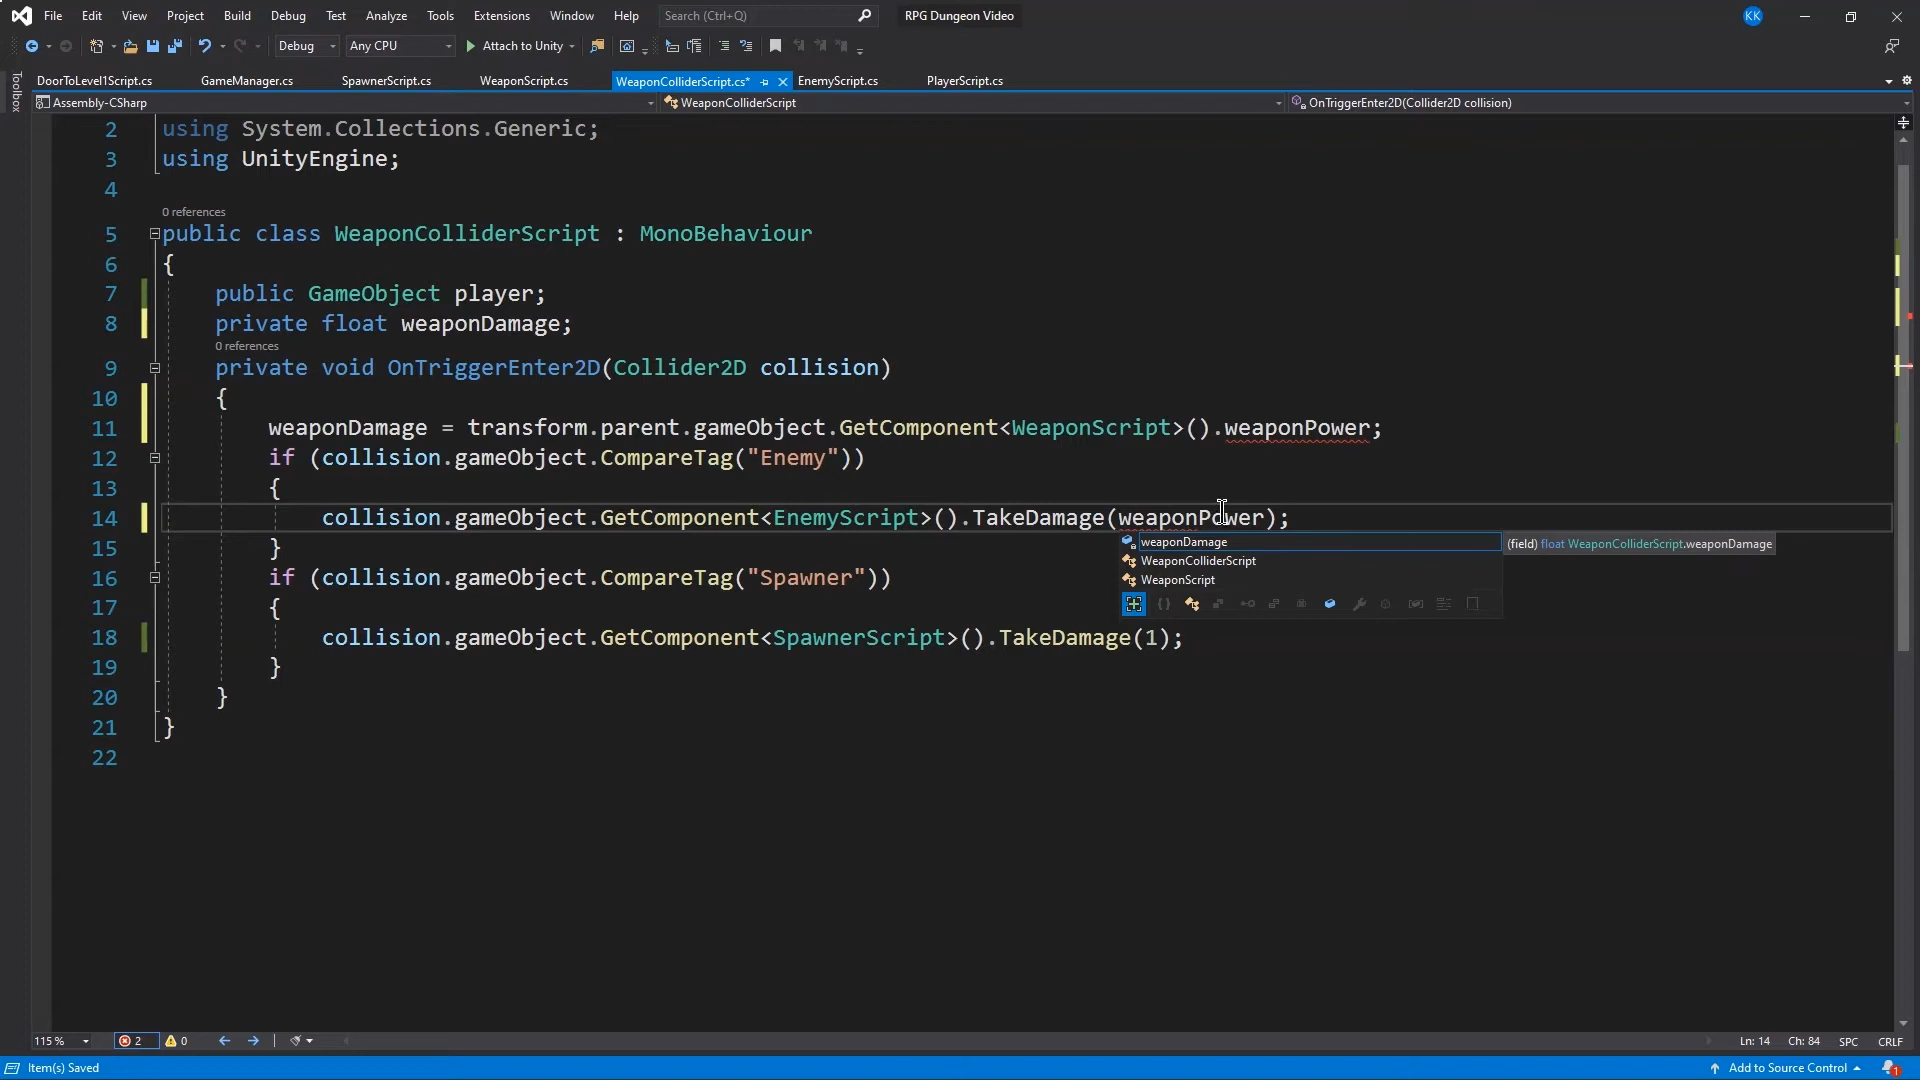 File Edit View Project Build Debug Test Analyze Tools Extensions Window Help Search (Ctrl+Q) RPG Dungeon Video KK
Debug Any CPU Attach to Unity
Toolbox
DoorToLevel1Script.cs GameManager.cs SpawnerScript.cs WeaponScript.cs WeaponColliderScript.cs* EnemyScript.cs PlayerScript.cs
Assembly-CSharp WeaponColliderScript OnTriggerEnter2D(Collider2D collision)
2 using System.Collections.Generic;
3 using UnityEngine;
4
0 references
5 public class WeaponColliderScript : MonoBehaviour
6 {
7 public GameObject player;
8 private float weaponDamage;
0 references
9 private void OnTriggerEnter2D(Collider2D collision)
10 {
11 weaponDamage = transform.parent.gameObject.GetComponent<WeaponScript>().weaponPower;
12 if (collision.gameObject.CompareTag("Enemy"))
13 {
14 collision.gameObject.GetComponent<EnemyScript>().TakeDamage(weaponPower);
weaponDamage (field) float WeaponColliderScript.weaponDamage
WeaponColliderScript
WeaponScript
15 }
16 if (collision.gameObject.CompareTag("Spawner"))
17 {
18 collision.gameObject.GetComponent<SpawnerScript>().TakeDamage(1);
19 }
20 }
21 }
22
115 % 2 0 Ln: 14 Ch: 84 SPC CRLF
Item(s) Saved Add to Source Control 1